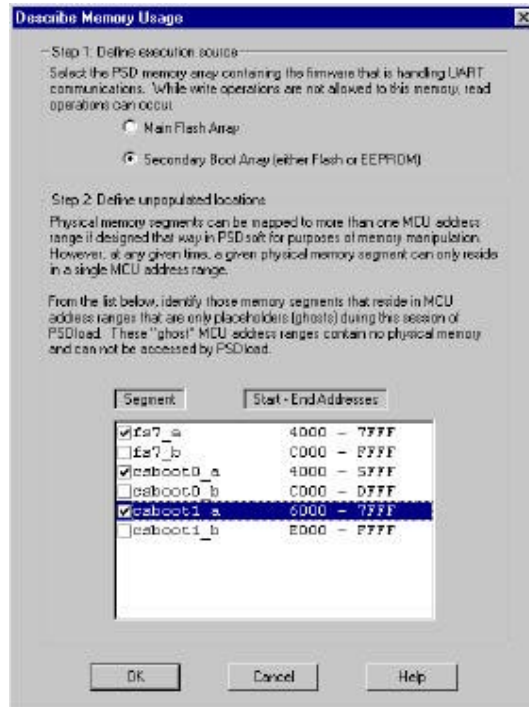 Describe Memory Usage
Step 1: Define execution source
Select the PSD memory array containing the firmware that is handling UART
communications. While write operations are not allowed to this memory, read
operations can occur.
Main Flash Array
Secondary Boot Array (either Flash or EEPROM)
Step 2: Define unpopulated locations
Physical memory segments can be mapped to more than one MCU address
range if designed that way in PSDsoft for purposes of memory manipulation.
However, at any given time, a given physical memory segment can only reside
in a single MCU address range.
From the list below, identify those memory segments that reside in MCU
address ranges that are only placeholders (ghosts) during this session of
PSDload. These "ghost" MCU address ranges contain no physical memory
and can not be accessed by PSDload.
Segment Start - End Addresses
fs7_a 4000 - 7FFF
fs7_b C000 - FFFF
csboot0_a 4000 - 5FFF
csboot0_b C000 - DFFF
csboot1_a 6000 - 7FFF
csboot1_b E000 - FFFF
OK Cancel Help